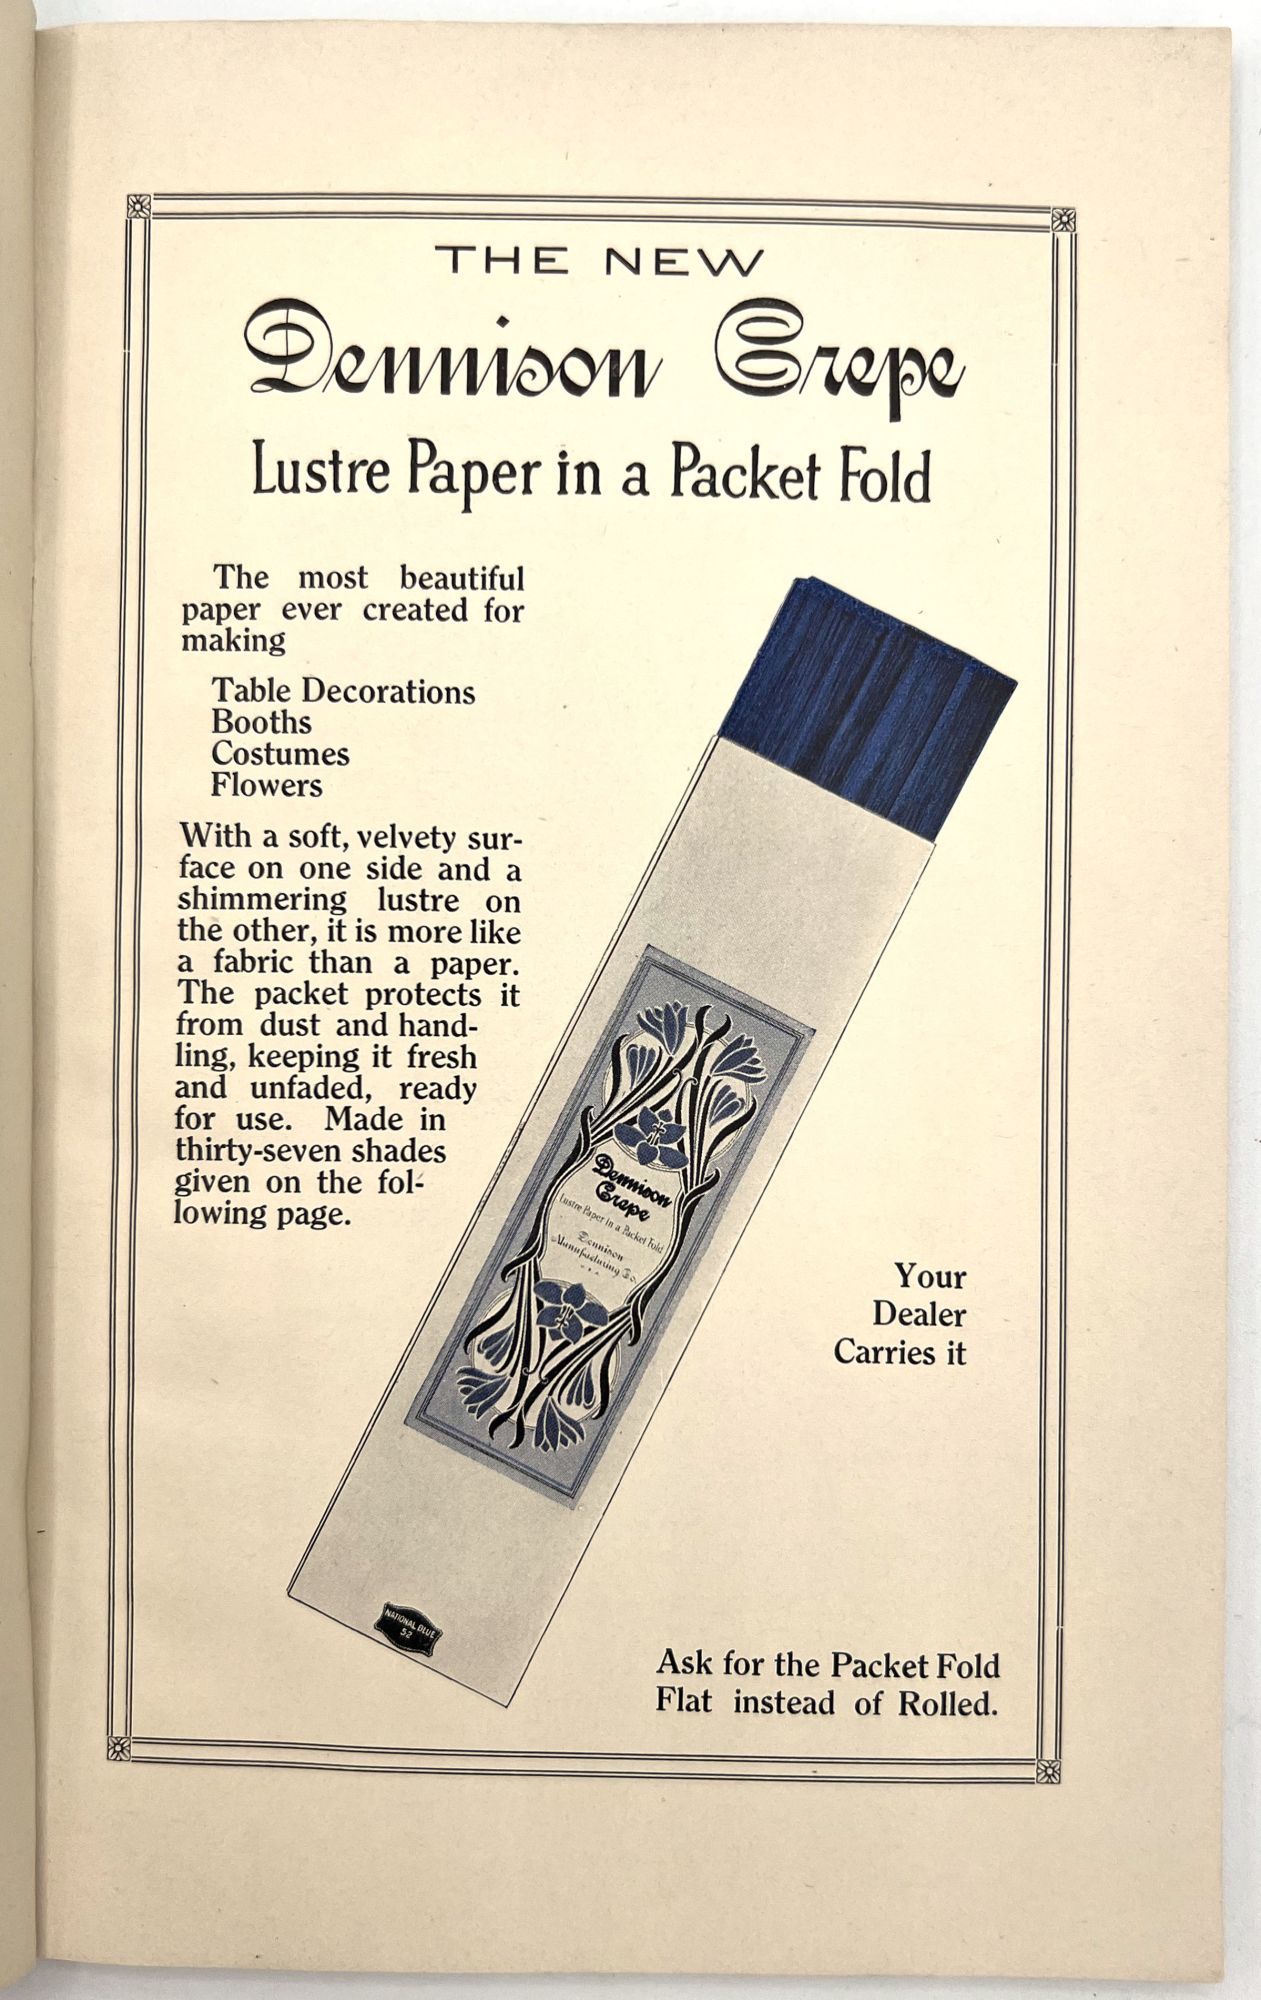 THE NEW
Dennison Crepe
Lustre Paper in a Packet Fold
The most beautiful
paper ever created for
making
Table Decorations
Booths
Costumes
Flowers
With a soft, velvety sur-
face on one side and a
shimmering lustre on
the other, it is more like
a fabric than a paper.
The packet protects it
from dust and hand-
ling, keeping it fresh
and unfaded, ready
for use. Made in
thirty-seven shades
given on the fol-
lowing page.
Dennison
Crepe
Lustre Paper in a Packet Fold
Dennison
Manufacturing Co.
U.S.A.
Your
Dealer
Carries it
NATIONAL BLUE
52
Ask for the Packet Fold
Flat instead of Rolled.